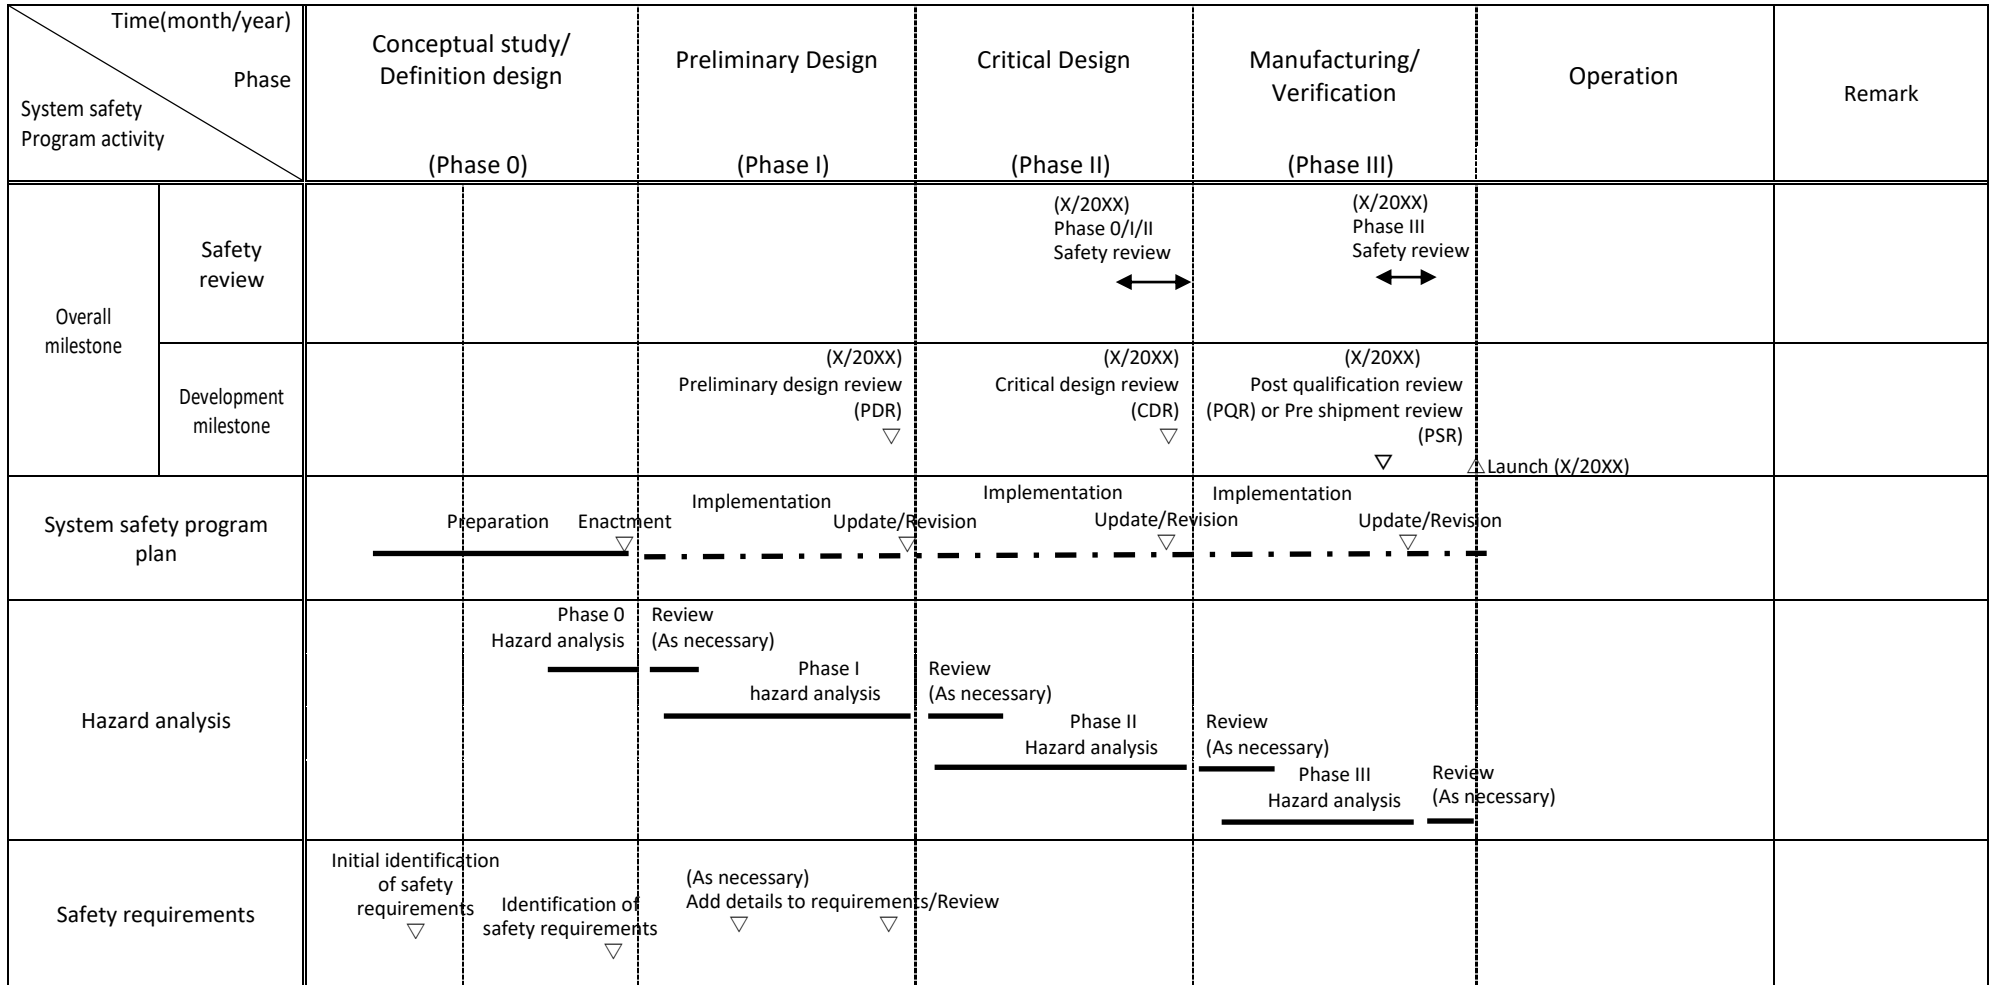 Time(month/year)
Phase
System safety
Program activity
Conceptual study/
Definition design
(Phase 0)
Preliminary Design
(Phase I)
Critical Design
(Phase II)
Manufacturing/
Verification
(Phase III)
Operation
Remark
Overall
milestone
Safety
review
(X/20XX)
Phase 0/I/II
Safety review
(X/20XX)
Phase III
Safety review
Development
milestone
(X/20XX)
Preliminary design review
(PDR)
(X/20XX)
Critical design review
(CDR)
(X/20XX)
Post qualification review
(PQR) or Pre shipment review
(PSR)
Launch (X/20XX)
System safety program
plan
Preparation
Enactment
Implementation
Update/Revision
Implementation
Update/Revision
Implementation
Update/Revision
Hazard analysis
Phase 0
Hazard analysis
Review
(As necessary)
Phase I
hazard analysis
Review
(As necessary)
Phase II
Hazard analysis
Review
(As necessary)
Phase III
Hazard analysis
Review
(As necessary)
Safety requirements
Initial identification
of safety
requirements
Identification of
safety requirements
(As necessary)
Add details to requirements/Review